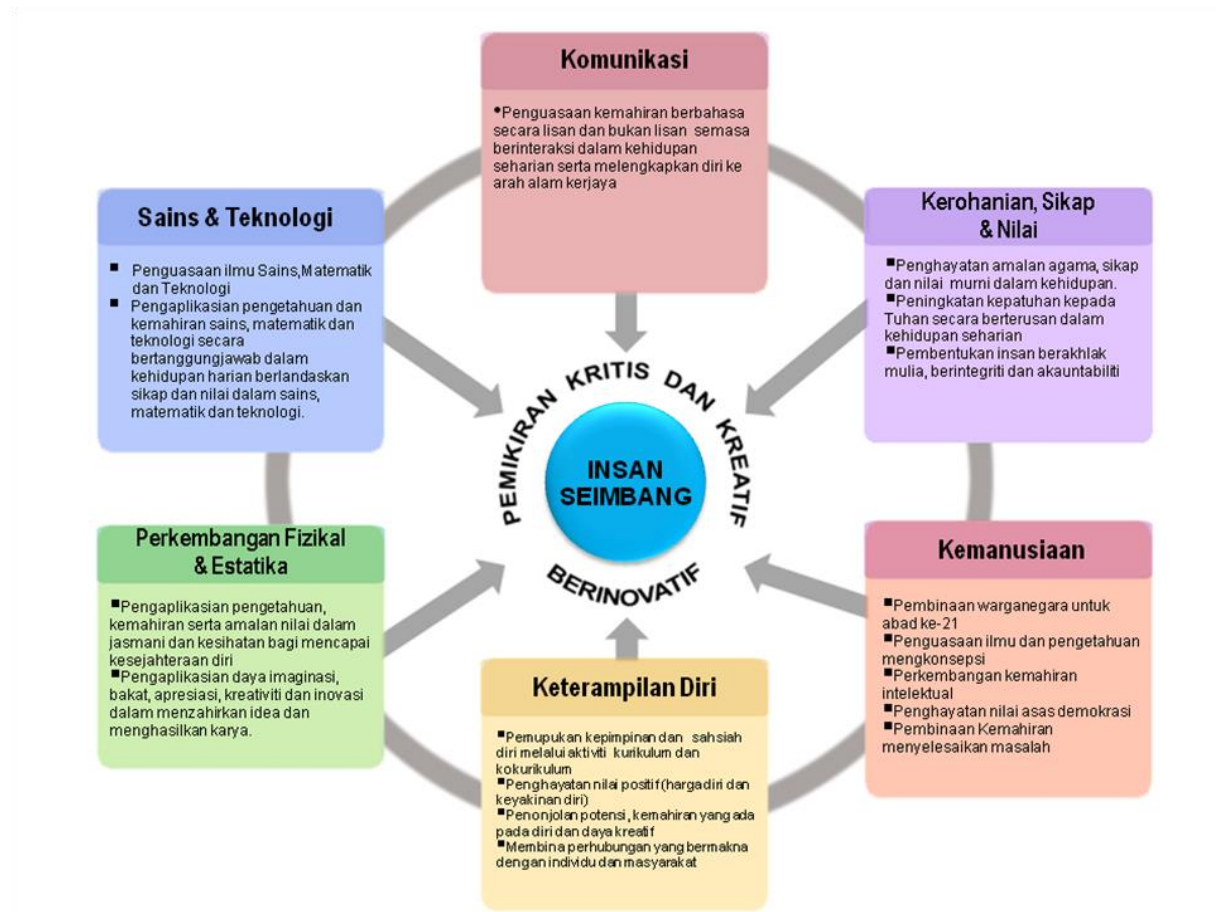 Komunikasi
•Penguasaan kemahiran berbahasa
secara lisan dan bukan lisan semasa
berinteraksi dalam kehidupan
seharian serta melengkapkan diri ke
arah alam kerjaya
Sains & Teknologi
▪ Penguasaan ilmu Sains,Matematik
dan Teknologi
▪ Pengaplikasian pengetahuan dan
kemahiran sains, matematik dan
teknologi secara
bertanggungjawab dalam
kehidupan harian berlandaskan
sikap dan nilai dalam sains,
matematik dan teknologi.
Kerohanian, Sikap
& Nilai
▪Penghayatan amalan agama, sikap
dan nilai murni dalam kehidupan.
▪Peningkatan kepatuhan kepada
Tuhan secara berterusan dalam
kehidupan seharian
▪Pembentukan insan berakhlak
mulia, berintegriti dan akauntabiliti
PEMIKIRAN KRITIS DAN KREATIF
INSAN
SEIMBANG
BERINOVATIF
Perkembangan Fizikal
& Estatika
▪Pengaplikasian pengetahuan,
kemahiran serta amalan nilai dalam
jasmani dan kesihatan bagi mencapai
kesejahteraan diri
▪Pengaplikasian daya imaginasi,
bakat, apresiasi, kreativiti dan inovasi
dalam menzahirkan idea dan
menghasilkan karya.
Kemanusiaan
▪Pembinaan warganegara untuk
abad ke-21
▪Penguasaan ilmu dan pengetahuan
mengkonsepsi
▪Perkembangan kemahiran
intelektual
▪Penghayatan nilai asas demokrasi
▪Pembinaan Kemahiran
menyelesaikan masalah
Keterampilan Diri
▪Pemupukan kepimpinan dan sahsiah
diri melalui aktiviti kurikulum dan
kokurikulum
▪Penghayatan nilai positif (harga diri dan
keyakinan diri)
▪Penonjolan potensi, kemahiran yang ada
pada diri dan daya kreatif
▪Membina perhubungan yang bermakna
dengan individu dan masyarakat